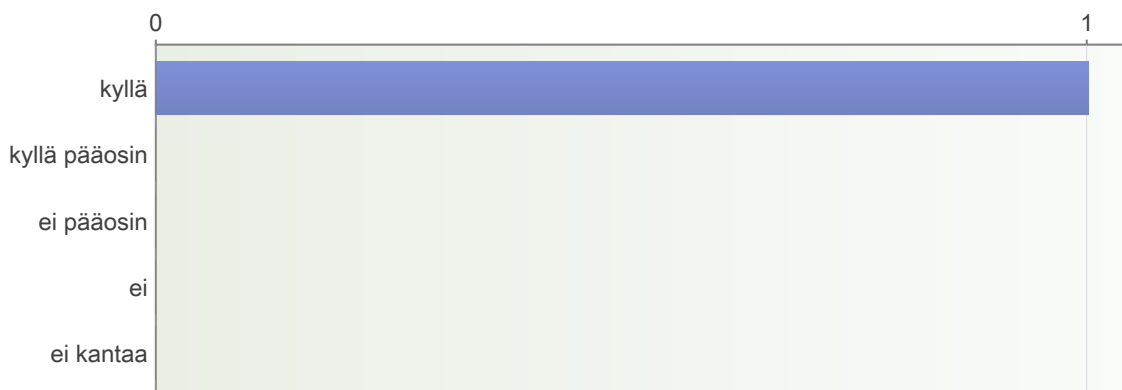 0 1
kyllä
kyllä pääosin
ei pääosin
ei
ei kantaa